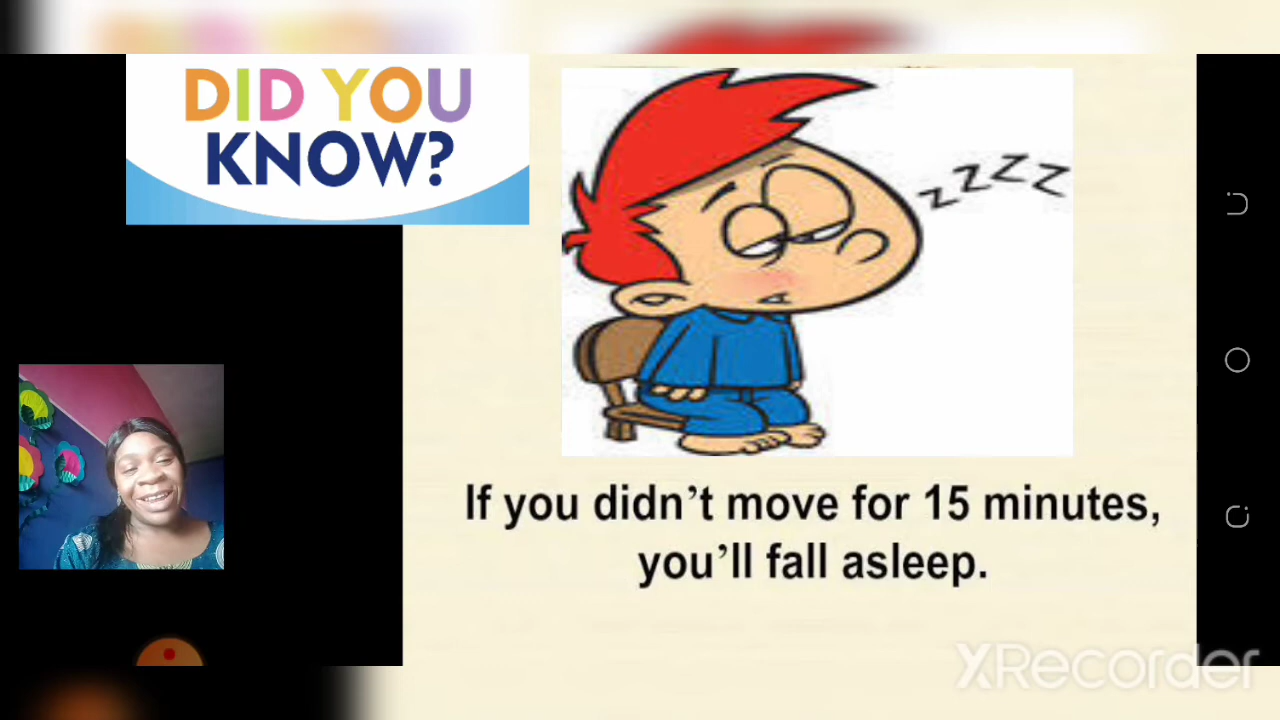 DID YOU
KNOW?
zzzz
If you didn’t move for 15 minutes,
you’ll fall asleep.
XRecorder